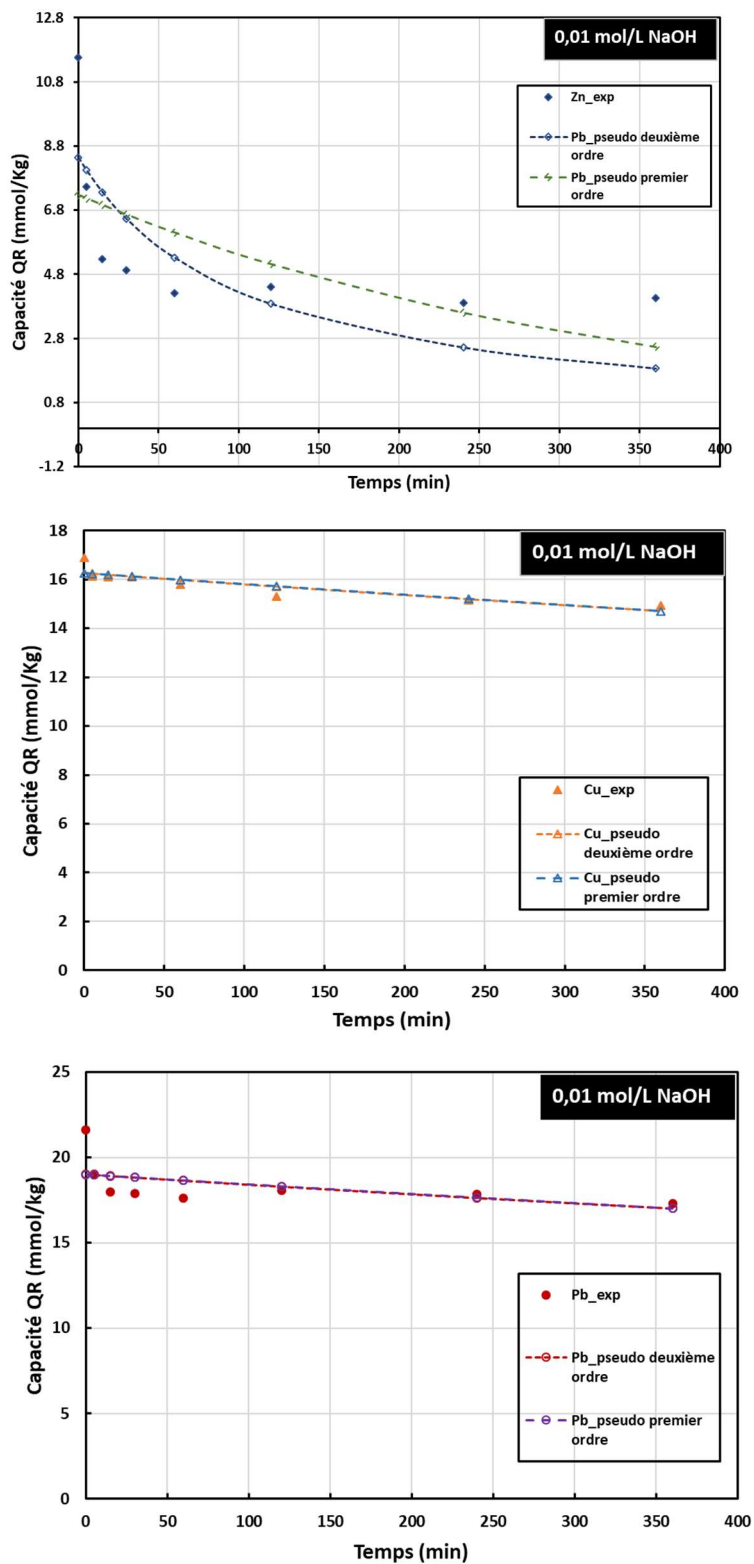 12.8
0,01 mol/L NaOH
10.8
Zn_exp
8.8
Pb_pseudo deuxième
ordre
Pb_pseudo premier
ordre
6.8
4.8
2.8
0.8
-1.2
0 50 100 150 200 250 300 350 400
Capacité QR (mmol/Kg)
Temps (min)
18
0,01 mol/L NaOH
16
14
12
10
8
Cu_exp
6
Cu_pseudo
deuxième ordre
4
Cu_pseudo
premier ordre
2
0
0 50 100 150 200 250 300 350 400
Capacité QR (mmol/Kg)
Temps (min)
25
0,01 mol/L NaOH
20
15
Pb_exp
10
Pb_pseudo deuxième
ordre
5
Pb_pseudo premier
ordre
0
0 50 100 150 200 250 300 350 400
Capacité QR (mmol/kg)
Temps (min)